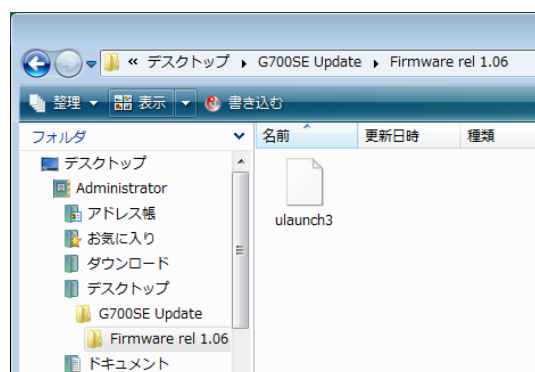 « デスクトップ ▸ G700SE Update ▸ Firmware rel 1.06
整理 表示 書き込む
フォルダ 名前 更新日時 種類
デスクトップ
Administrator
アドレス帳
お気に入り
ダウンロード
デスクトップ
G700SE Update
Firmware rel 1.06
ドキュメント
ulaunch3